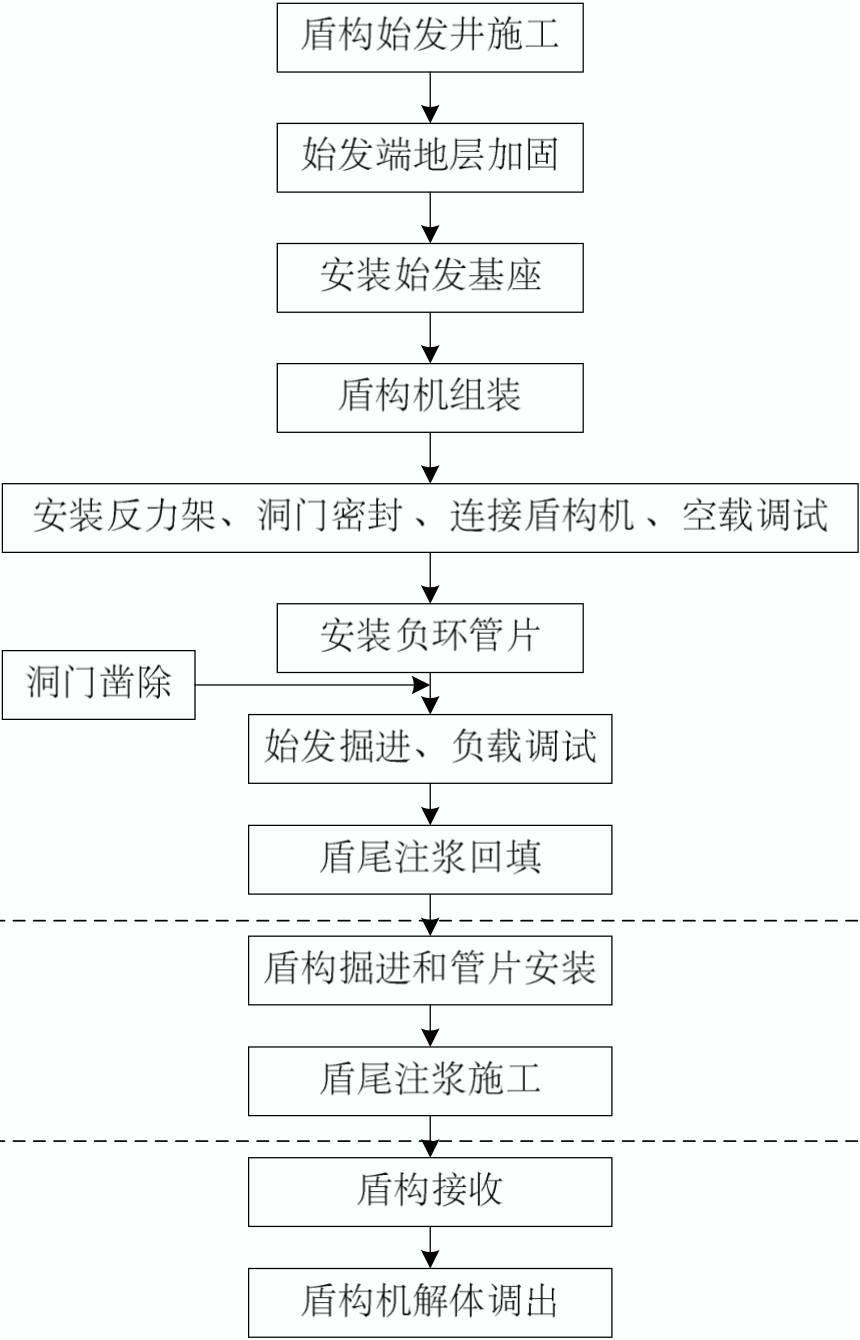 盾构始发井施工
始发端地层加固
安装始发基座
盾构机组装
安装反力架、洞门密封、连接盾构机、空载调试
安装负环管片
洞门凿除
始发掘进、负载调试
盾尾注浆回填
盾构掘进和管片安装
盾尾注浆施工
盾构接收
盾构机解体调出